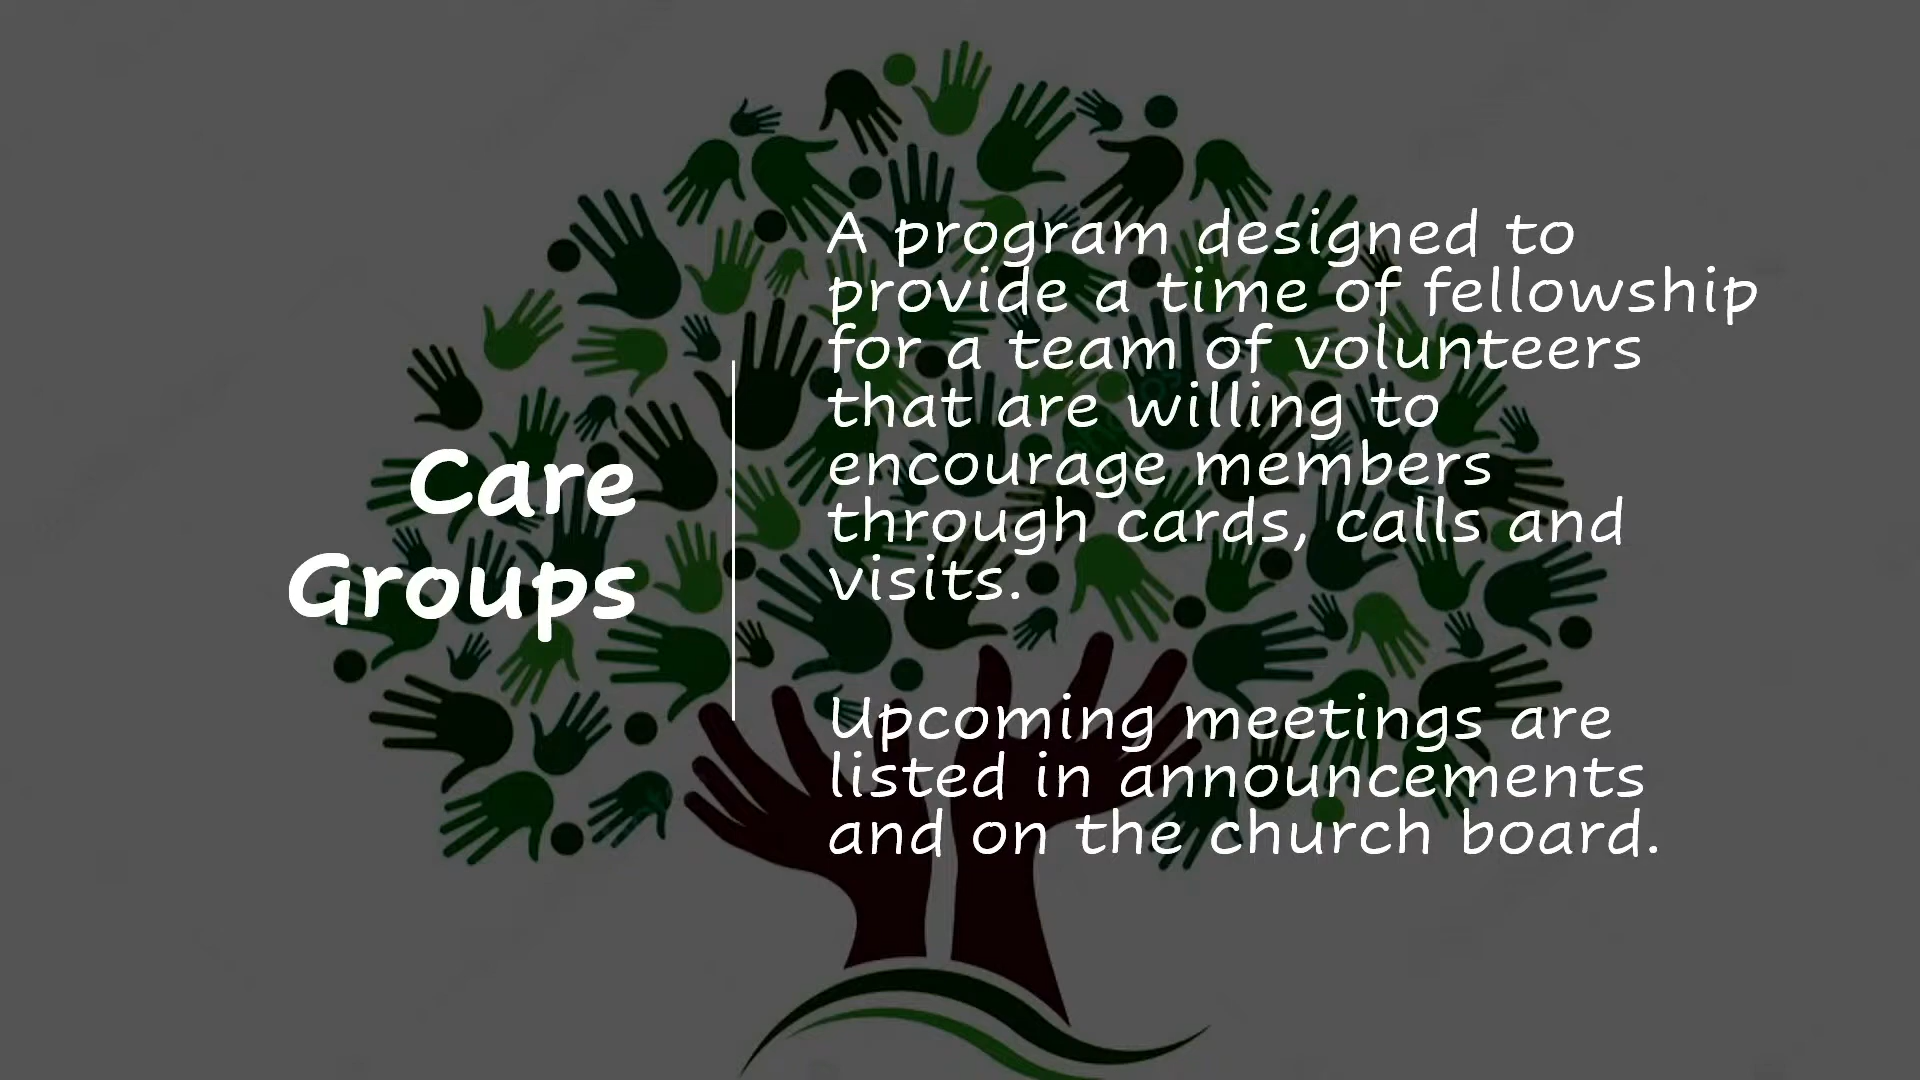 Care
Groups
A program designed to
provide a time of fellowship
for a team of volunteers
that are willing to
encourage members
through cards, calls and
visits.
Upcoming meetings are
listed in announcements
and on the church board.